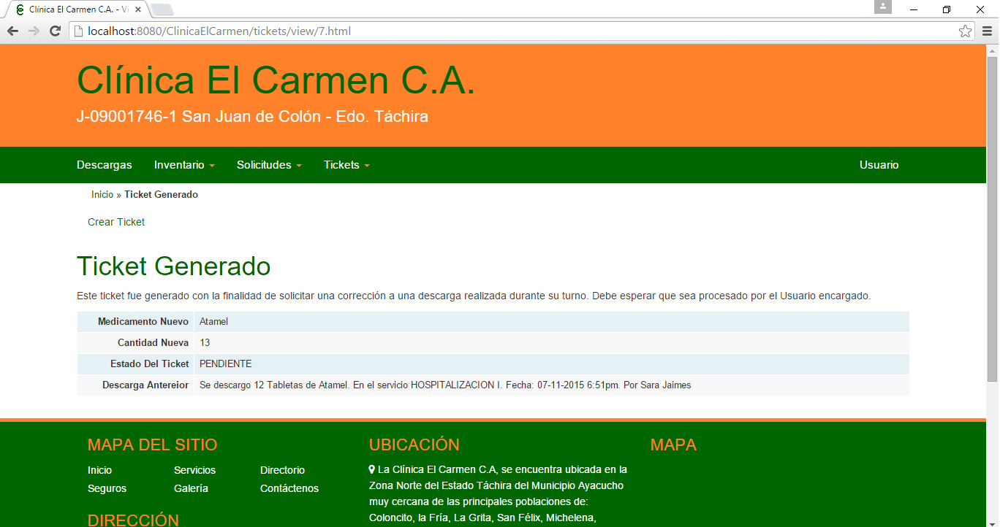 Clínica El Carmen C.A. - Vi
localhost:8080/ClinicaElCarmen/tickets/view/7.html
Clínica El Carmen C.A.
J-09001746-1 San Juan de Colón - Edo. Táchira
Descargas Inventario Solicitudes Tickets Usuario
Inicio » Ticket Generado
Crear Ticket
Ticket Generado
Este ticket fue generado con la finalidad de solicitar una corrección a una descarga realizada durante su turno. Debe esperar que sea procesado por el Usuario encargado.
Medicamento Nuevo Atamel
Cantidad Nueva 13
Estado Del Ticket PENDIENTE
Descarga Antereior Se descargo 12 Tabletas de Atamel. En el servicio HOSPITALIZACION I. Fecha: 07-11-2015 6:51pm. Por Sara Jaimes
MAPA DEL SITIO
Inicio Servicios Directorio
Seguros Galería Contáctenos
DIRECCIÓN
UBICACIÓN
La Clínica El Carmen C.A, se encuentra ubicada en la
Zona Norte del Estado Táchira del Municipio Ayacucho
muy cercana de las principales poblaciones de:
Coloncito, la Fría, La Grita, San Félix, Michelena,
MAPA